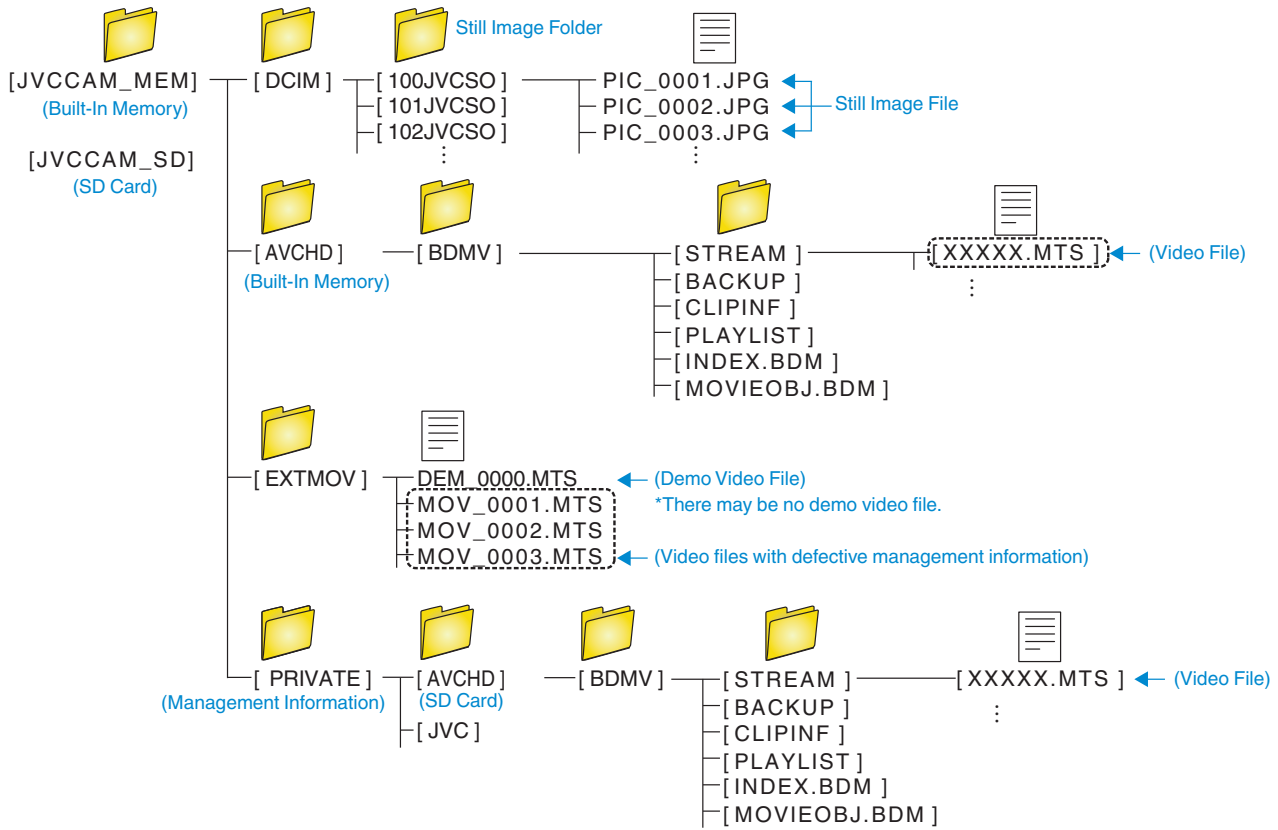 Still Image Folder
[JVCCAM_MEM]
(Built-In Memory)
[JVCCAM_SD]
(SD Card)
[ DCIM ]
[ 100JVCSO ]
[ 101JVCSO ]
[ 102JVCSO ]
PIC_0001.JPG
PIC_0002.JPG
PIC_0003.JPG
Still Image File
[ AVCHD ]
(Built-In Memory)
[ BDMV ]
[ STREAM ]
[ BACKUP ]
[ CLIPINF ]
[ PLAYLIST ]
[ INDEX.BDM ]
[ MOVIEOBJ.BDM ]
[ XXXXX.MTS ]
(Video File)
[ EXTMOV ]
DEM_0000.MTS
(Demo Video File)
*There may be no demo video file.
MOV_0001.MTS
MOV_0002.MTS
MOV_0003.MTS
(Video files with defective management information)
[ PRIVATE ]
(Management Information)
[ AVCHD ]
(SD Card)
[ JVC ]
[ BDMV ]
[ STREAM ]
[ BACKUP ]
[ CLIPINF ]
[ PLAYLIST ]
[ INDEX.BDM ]
[ MOVIEOBJ.BDM ]
[ XXXXX.MTS ]
(Video File)